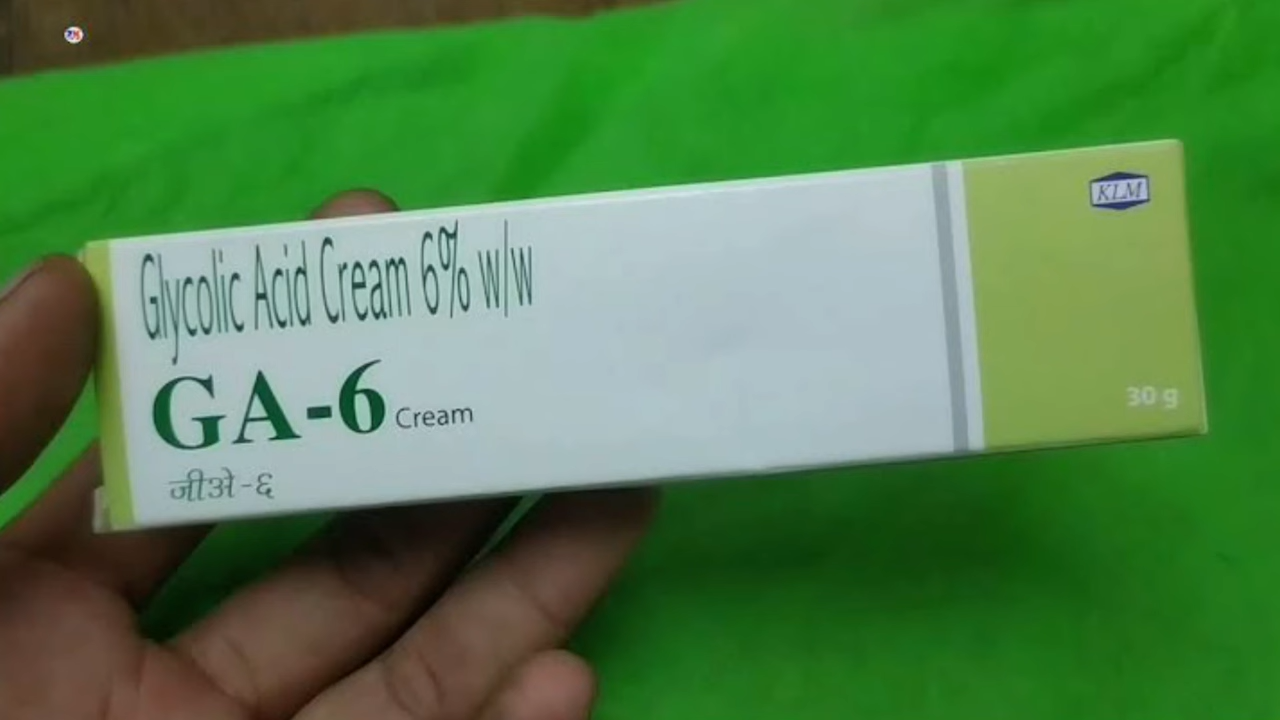 Glycolic Acid Cream 6% w/w
GA-6 Cream
जीअे-६
KLM
30 g